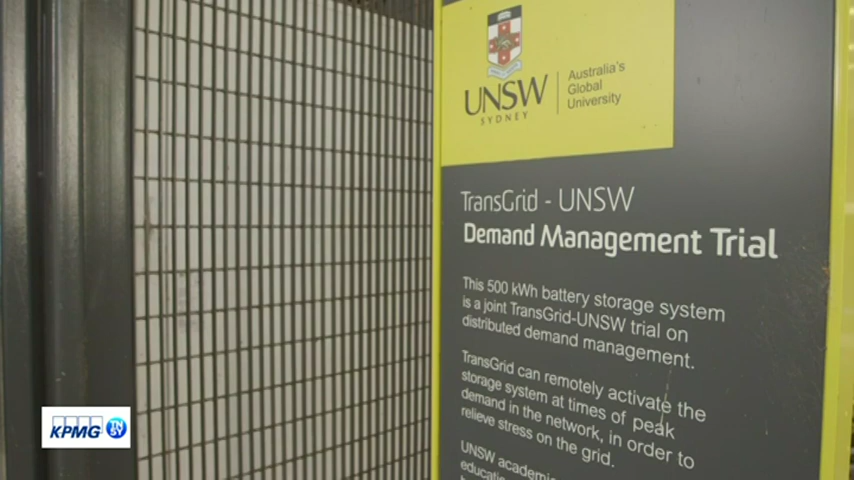 UNSW
SYDNEY
Australia's
Global
University
TransGrid - UNSW
Demand Management Trial
This 500 kWh battery storage system
is a joint TransGrid-UNSW trial on
distributed demand management.
TransGrid can remotely activate the
storage system at times of peak
demand in the network, in order to
relieve stress on the grid.
UNSW academi
educatio
KPMG